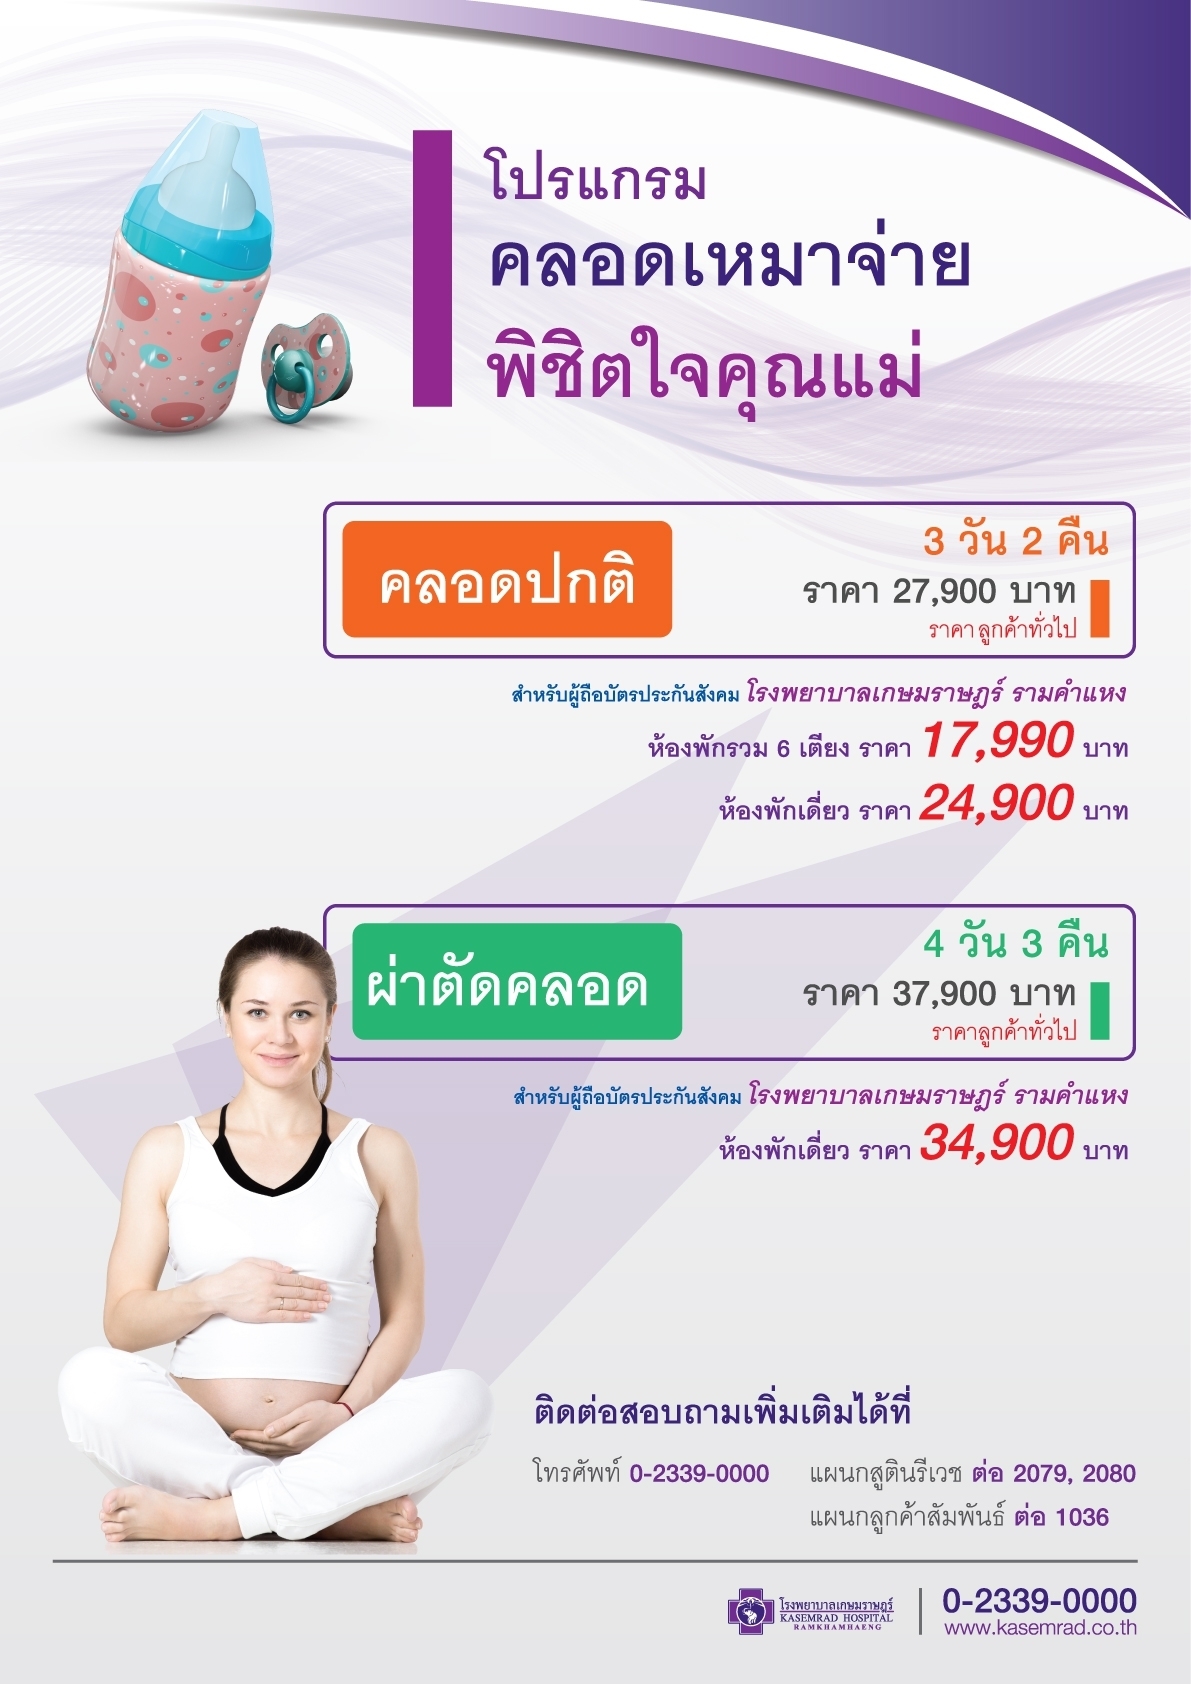 โปรแกรม
คลอดเหมาจ่าย
พิชิตใจคุณแม่
คลอดปกติ
3 วัน 2 คืน
ราคา 27,900 บาท
ราคา ลูกค้าทั่วไป
สำหรับผู้ถือบัตรประกันสังคม โรงพยาบาลเกษมราษฎร์ รามคำแหง
ห้องพักรวม 6 เตียง ราคา 17,990 บาท
ห้องพักเดี่ยว ราคา 24,900 บาท
ผ่าตัดคลอด
4 วัน 3 คืน
ราคา 37,900 บาท
ราคาลูกค้าทั่วไป
สำหรับผู้ถือบัตรประกันสังคม โรงพยาบาลเกษมราษฎร์ รามคำแหง
ห้องพักเดี่ยว ราคา 34,900 บาท
ติดต่อสอบถามเพิ่มเติมได้ที่
โทรศัพท์ 0-2339-0000 แผนกสูตินรีเวช ต่อ 2079, 2080
แผนกลูกค้าสัมพันธ์ ต่อ 1036
โรงพยาบาลเกษมราษฎร์
KASEMRAD HOSPITAL
RAMKHAMHAENG
0-2339-0000
www.kasemrad.co.th